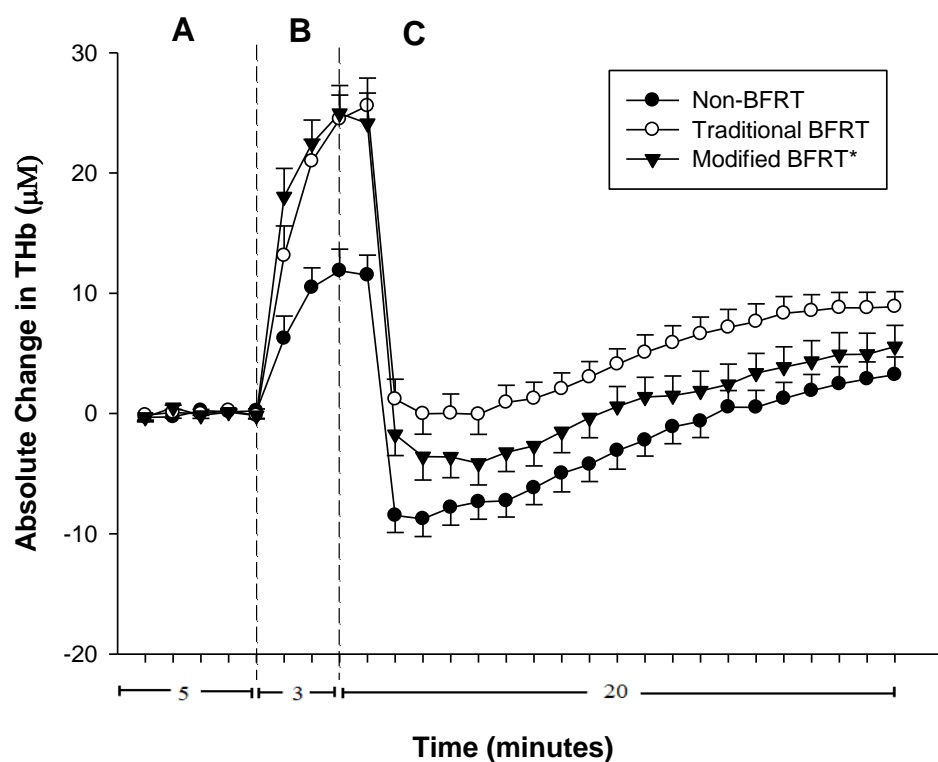 A B C
30
20
10
0
-10
-20
Absolute Change in THb (µM)
Non-BFRT
Traditional BFRT
Modified BFRT*
5 3 20
Time (minutes)